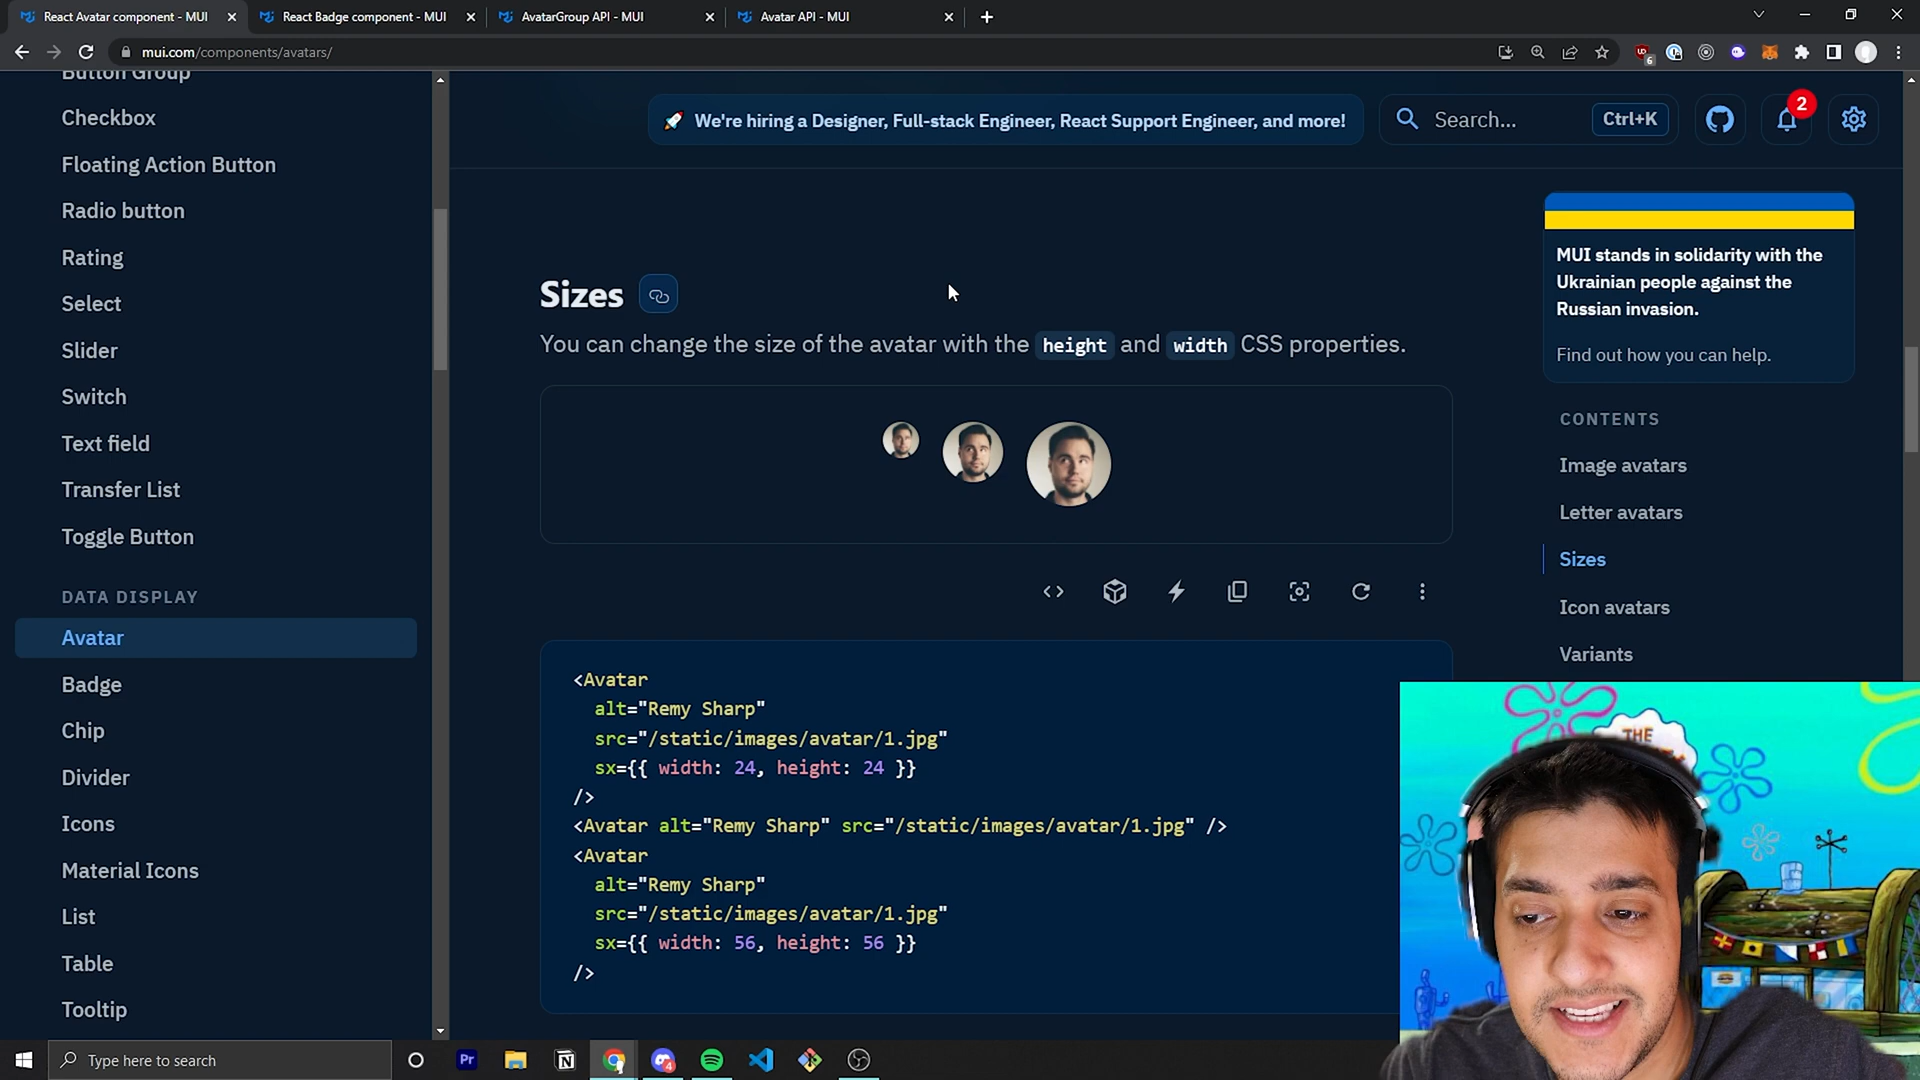 React Avatar component - MUI
React Badge component - MUI
AvatarGroup API - MUI
Avatar API - MUI
mui.com/components/avatars/
6
Button Group
Checkbox
Floating Action Button
Radio button
Rating
Select
Slider
Switch
Text field
Transfer List
Toggle Button
DATA DISPLAY
Avatar
Badge
Chip
Divider
Icons
Material Icons
List
Table
Tooltip
🚀 We're hiring a Designer, Full-stack Engineer, React Support Engineer, and more!
Search...
Ctrl+K
2
Sizes
You can change the size of the avatar with the height and width CSS properties.
<Avatar
alt="Remy Sharp"
src="/static/images/avatar/1.jpg"
sx={{ width: 24, height: 24 }}
/>
<Avatar alt="Remy Sharp" src="/static/images/avatar/1.jpg" />
<Avatar
alt="Remy Sharp"
src="/static/images/avatar/1.jpg"
sx={{ width: 56, height: 56 }}
/>
MUI stands in solidarity with the
Ukrainian people against the
Russian invasion.
Find out how you can help.
CONTENTS
Image avatars
Letter avatars
Sizes
Icon avatars
Variants
THE
Type here to search
Pr
N
4